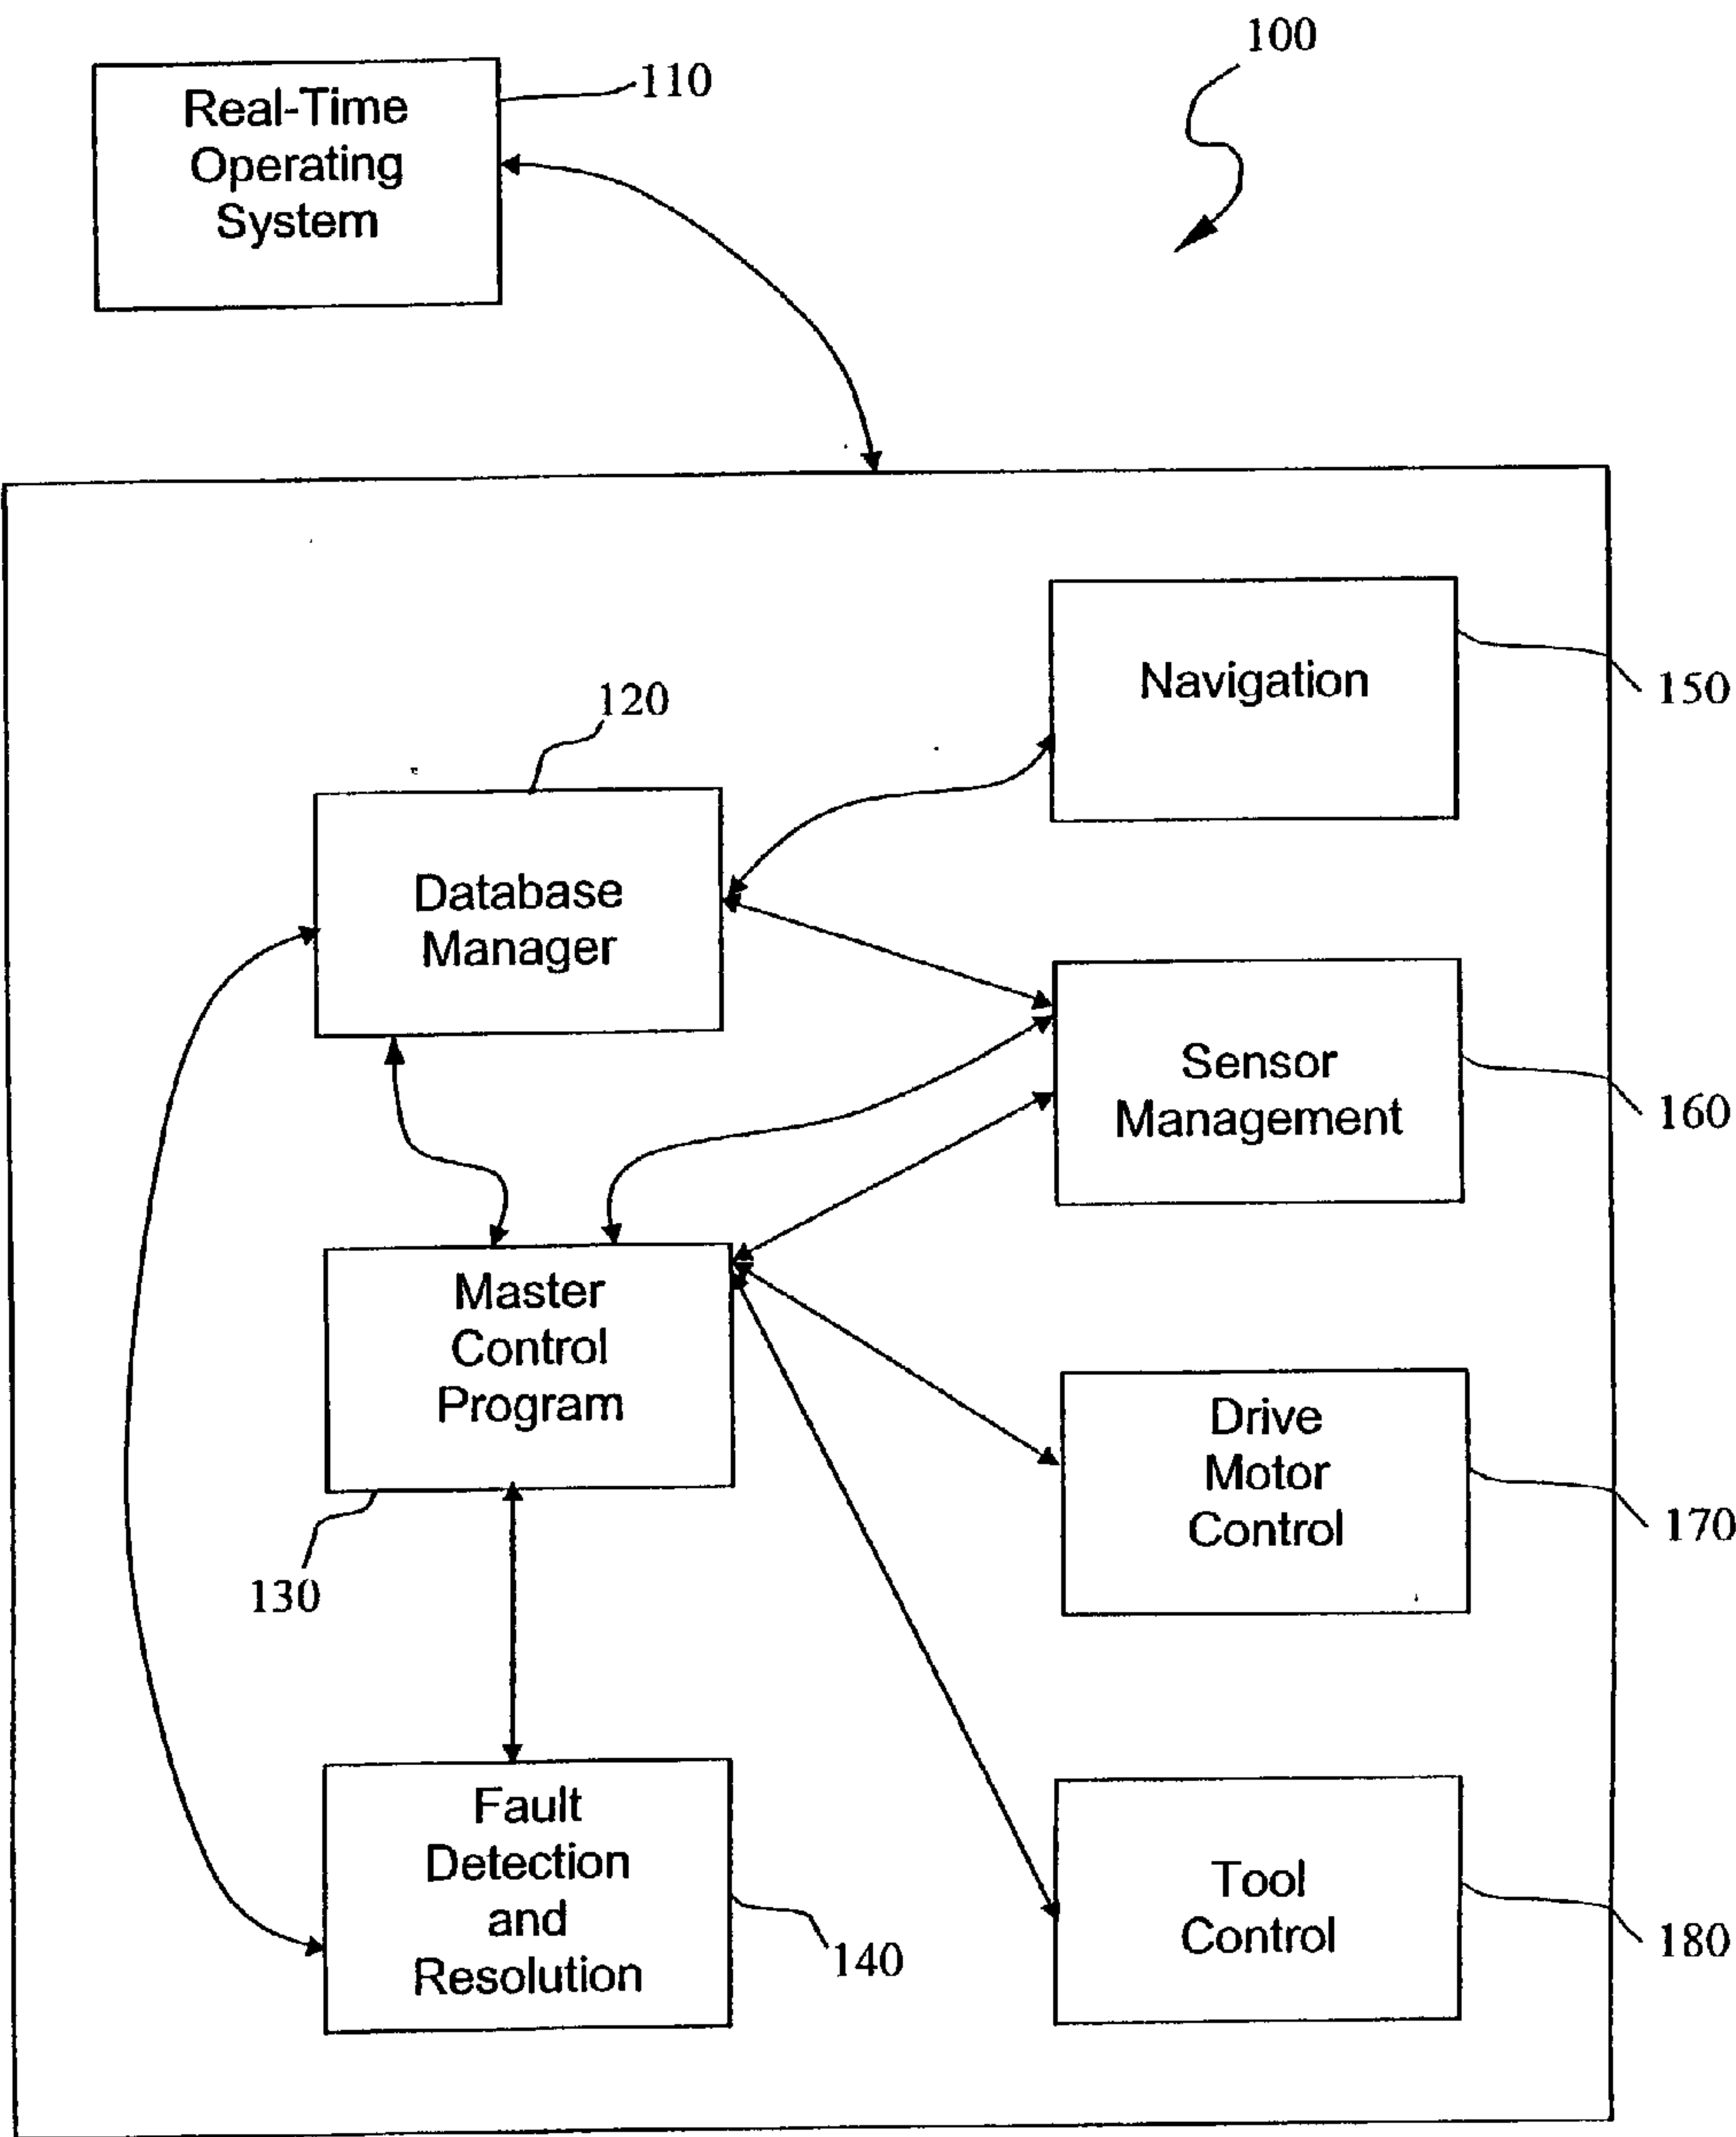 100
110
Real-Time
Operating
System
150
Navigation
120
Database
Manager
160
Sensor
Management
Master
Control
Program
130
170
Drive
Motor
Control
Fault
Detection
and
Resolution
140
180
Tool
Control